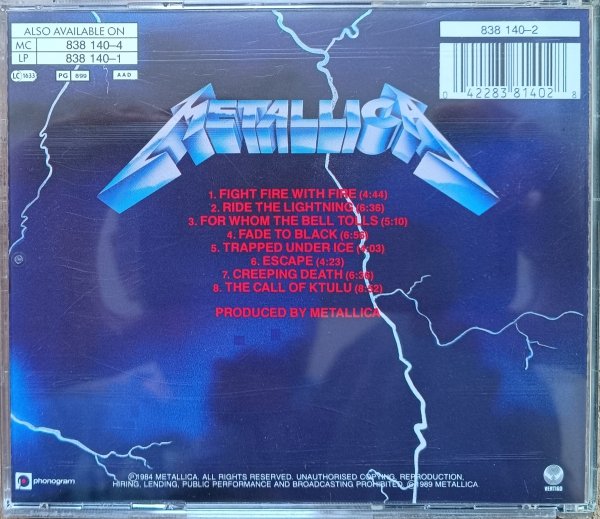 ALSO AVAILABLE ON
MC 838 140-4
LP 838 140-1
LC 1633 PG 899 AAD
838 140-2
0 42283 81402 8
METALLICA
1. FIGHT FIRE WITH FIRE (4:44)
2. RIDE THE LIGHTNING (6:36)
3. FOR WHOM THE BELL TOLLS (5:10)
4. FADE TO BLACK (6:55)
5. TRAPPED UNDER ICE (4:03)
6. ESCAPE (4:23)
7. CREEPING DEATH (6:36)
8. THE CALL OF KTULU (8:52)
PRODUCED BY METALLICA
phonogram
℗1984 METALLICA. ALL RIGHTS RESERVED. UNAUTHORISED COPYING, REPRODUCTION,
HIRING, LENDING, PUBLIC PERFORMANCE AND BROADCASTING PROHIBITED. ©1989 METALLICA.
VERTIGO